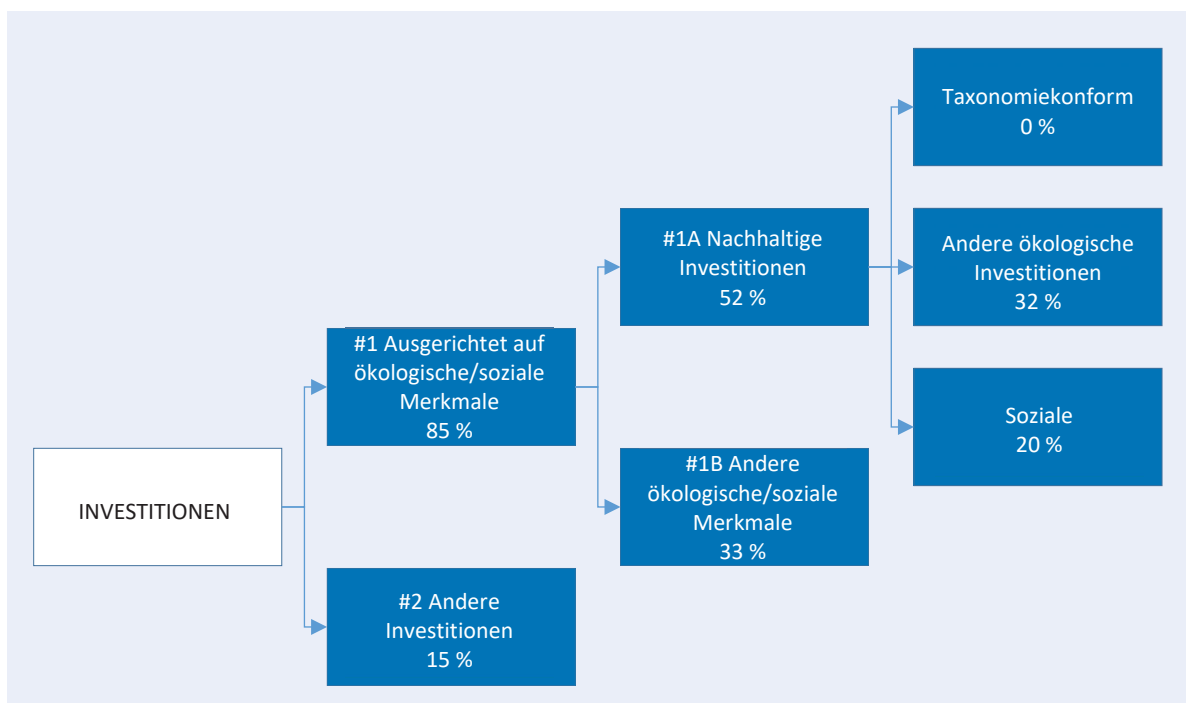 Taxonomiekonform
0 %
#1A Nachhaltige
Investitionen
52 %
Andere ökologische
Investitionen
32 %
#1 Ausgerichtet auf
ökologische/soziale
Merkmale
85 %
Soziale
20 %
#1B Andere
ökologische/soziale
Merkmale
33 %
INVESTITIONEN
#2 Andere
Investitionen
15 %